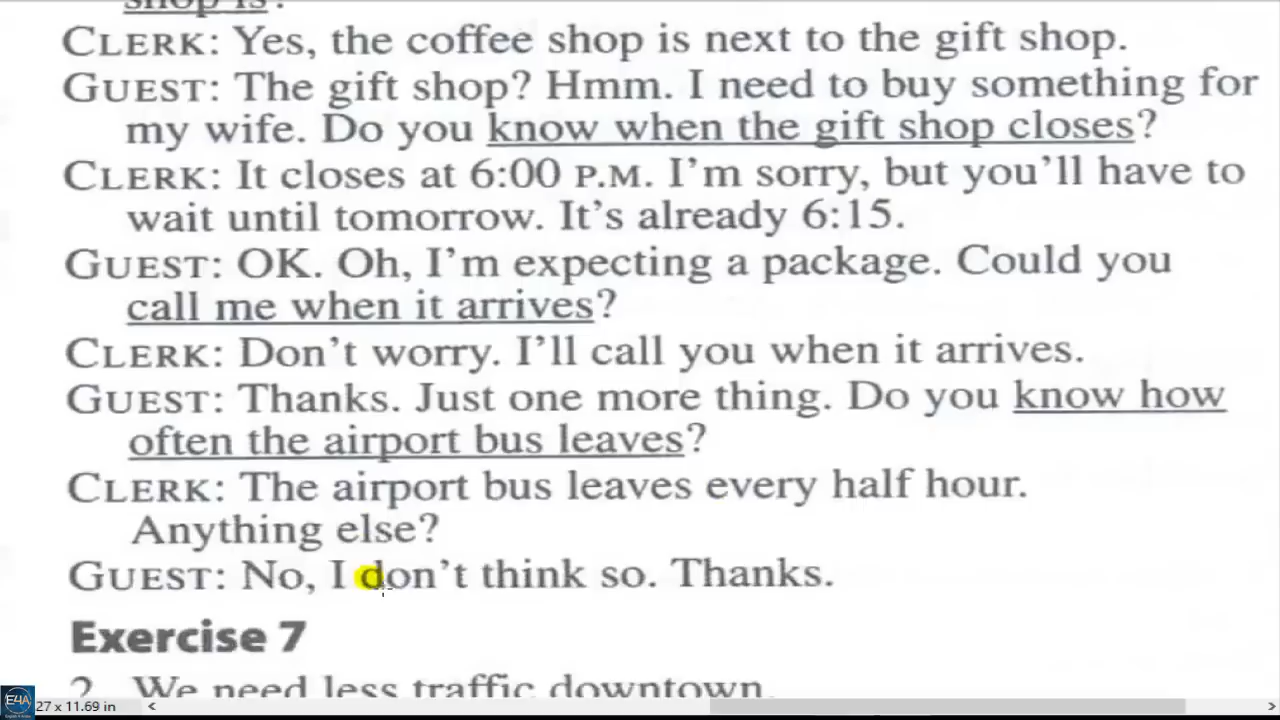 shop is?
CLERK: Yes, the coffee shop is next to the gift shop.
GUEST: The gift shop? Hmm. I need to buy something for
my wife. Do you know when the gift shop closes?
CLERK: It closes at 6:00 P.M. I'm sorry, but you'll have to
wait until tomorrow. It's already 6:15.
GUEST: OK. Oh, I'm expecting a package. Could you
call me when it arrives?
CLERK: Don't worry. I'll call you when it arrives.
GUEST: Thanks. Just one more thing. Do you know how
often the airport bus leaves?
CLERK: The airport bus leaves every half hour.
Anything else?
GUEST: No, I don't think so. Thanks.
Exercise 7
2. We need less traffic downtown.
E4A
27 x 11.69 in